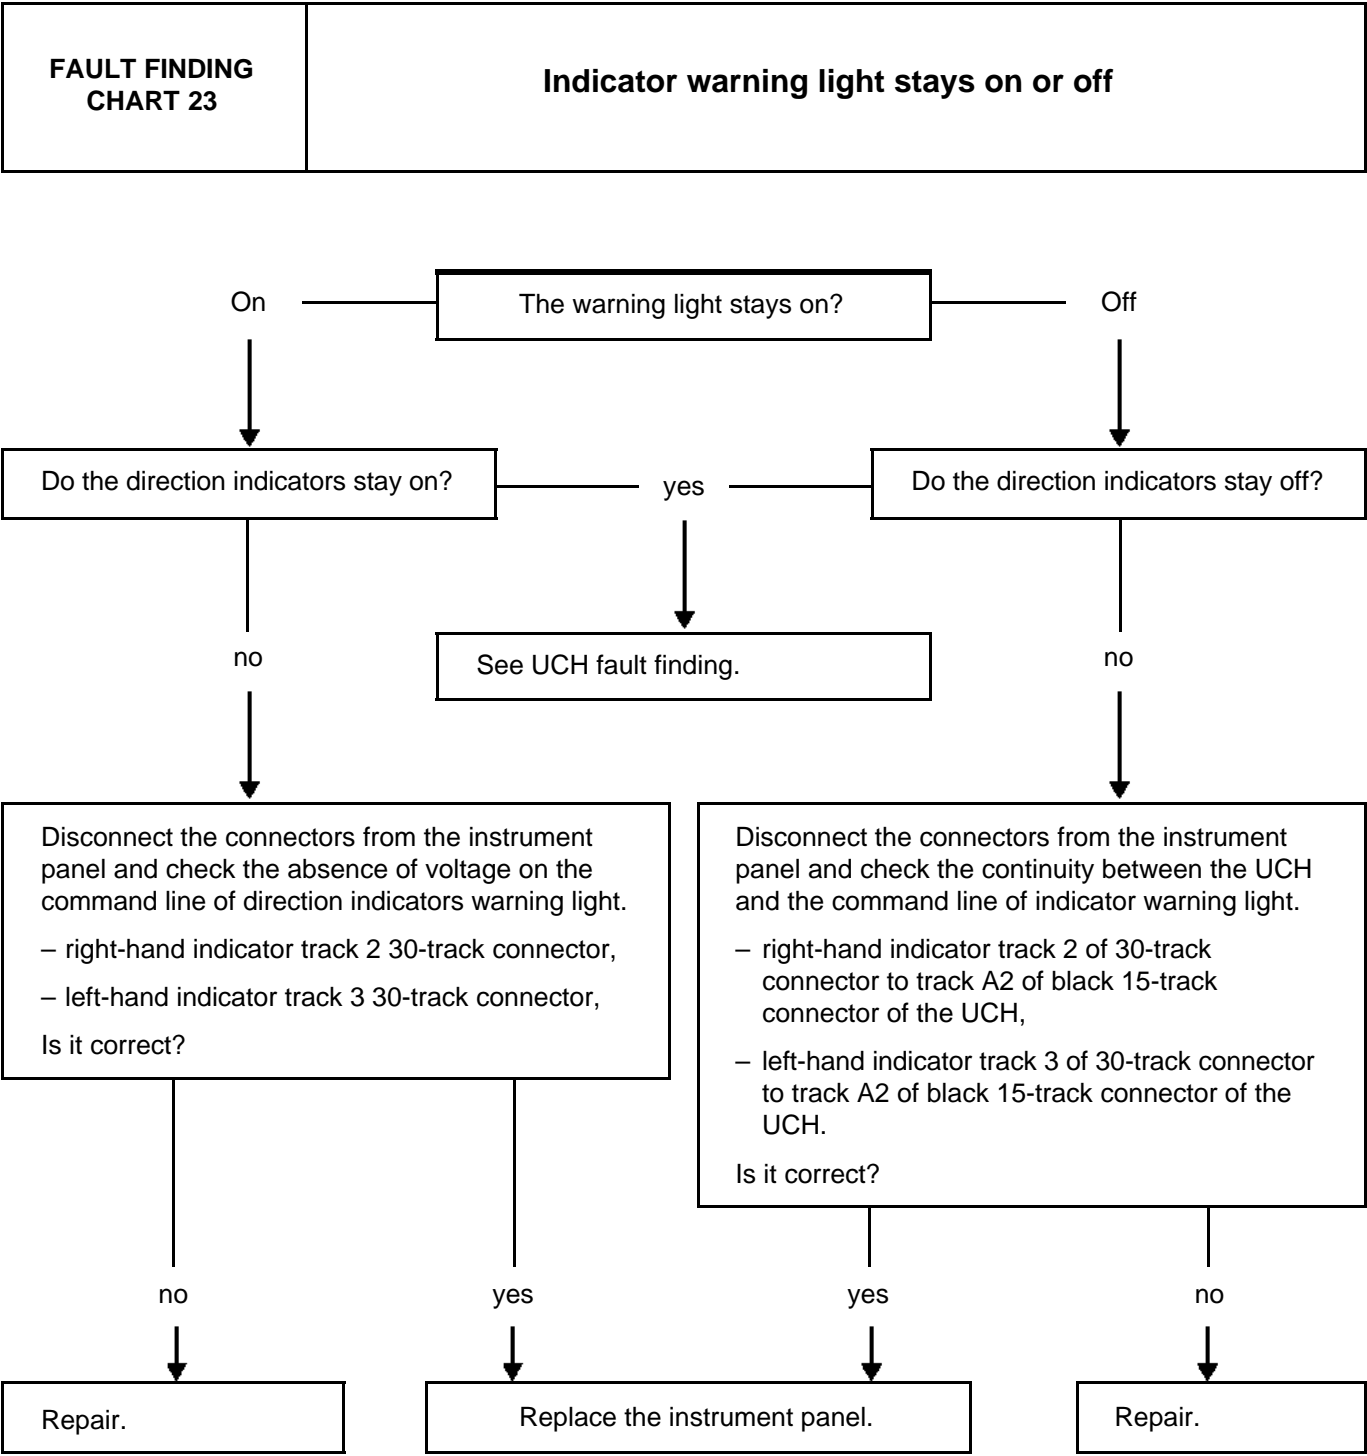 FAULT FINDING
CHART 23
Indicator warning light stays on or off
On
The warning light stays on?
Off
Do the direction indicators stay on?
yes
Do the direction indicators stay off?
no
See UCH fault finding.
no
Disconnect the connectors from the instrument
panel and check the absence of voltage on the
command line of direction indicators warning light.
– right-hand indicator track 2 30-track connector,
– left-hand indicator track 3 30-track connector,
Is it correct?
Disconnect the connectors from the instrument
panel and check the continuity between the UCH
and the command line of indicator warning light.
– right-hand indicator track 2 of 30-track
connector to track A2 of black 15-track
connector of the UCH,
– left-hand indicator track 3 of 30-track connector
to track A2 of black 15-track connector of the
UCH.
Is it correct?
no
yes
yes
no
Repair.
Replace the instrument panel.
Repair.